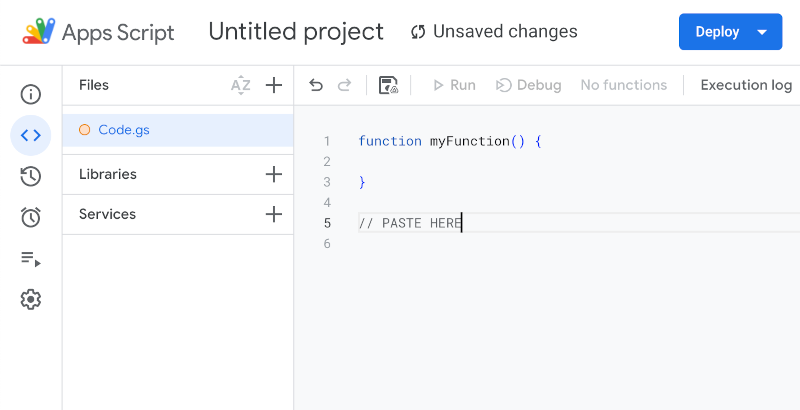 Apps Script Untitled project Unsaved changes Deploy
Files AZ Run Debug No functions Execution log
Code.gs
Libraries
Services
1 function myFunction() {
2
3 }
4
5 // PASTE HERE
6